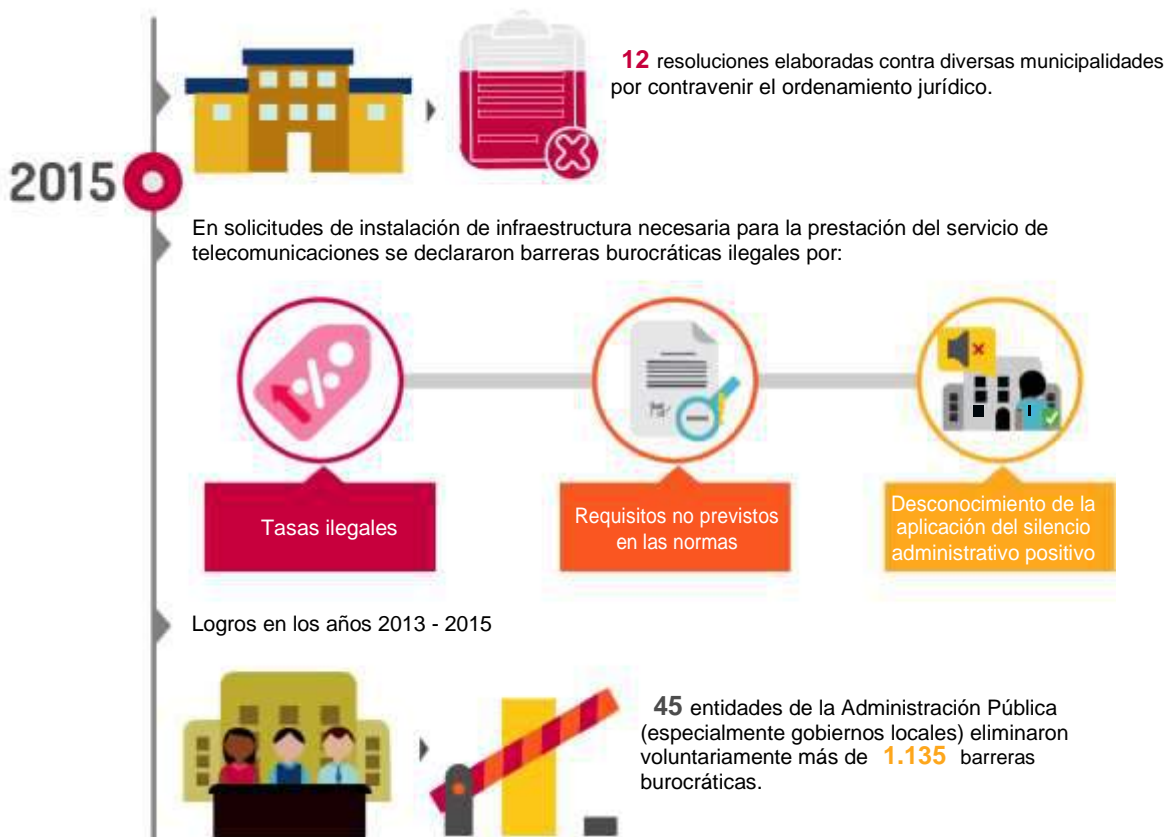 12 resoluciones elaboradas contra diversas municipalidades
por contravenir el ordenamiento jurídico.
2015
En solicitudes de instalación de infraestructura necesaria para la prestación del servicio de
telecomunicaciones se declararon barreras burocráticas ilegales por:
Tasas ilegales
Requisitos no previstos
en las normas
Desconocimiento de la
aplicación del silencio
administrativo positivo
Logros en los años 2013 - 2015
45 entidades de la Administración Pública
(especialmente gobiernos locales) eliminaron
voluntariamente más de 1.135 barreras
burocráticas.